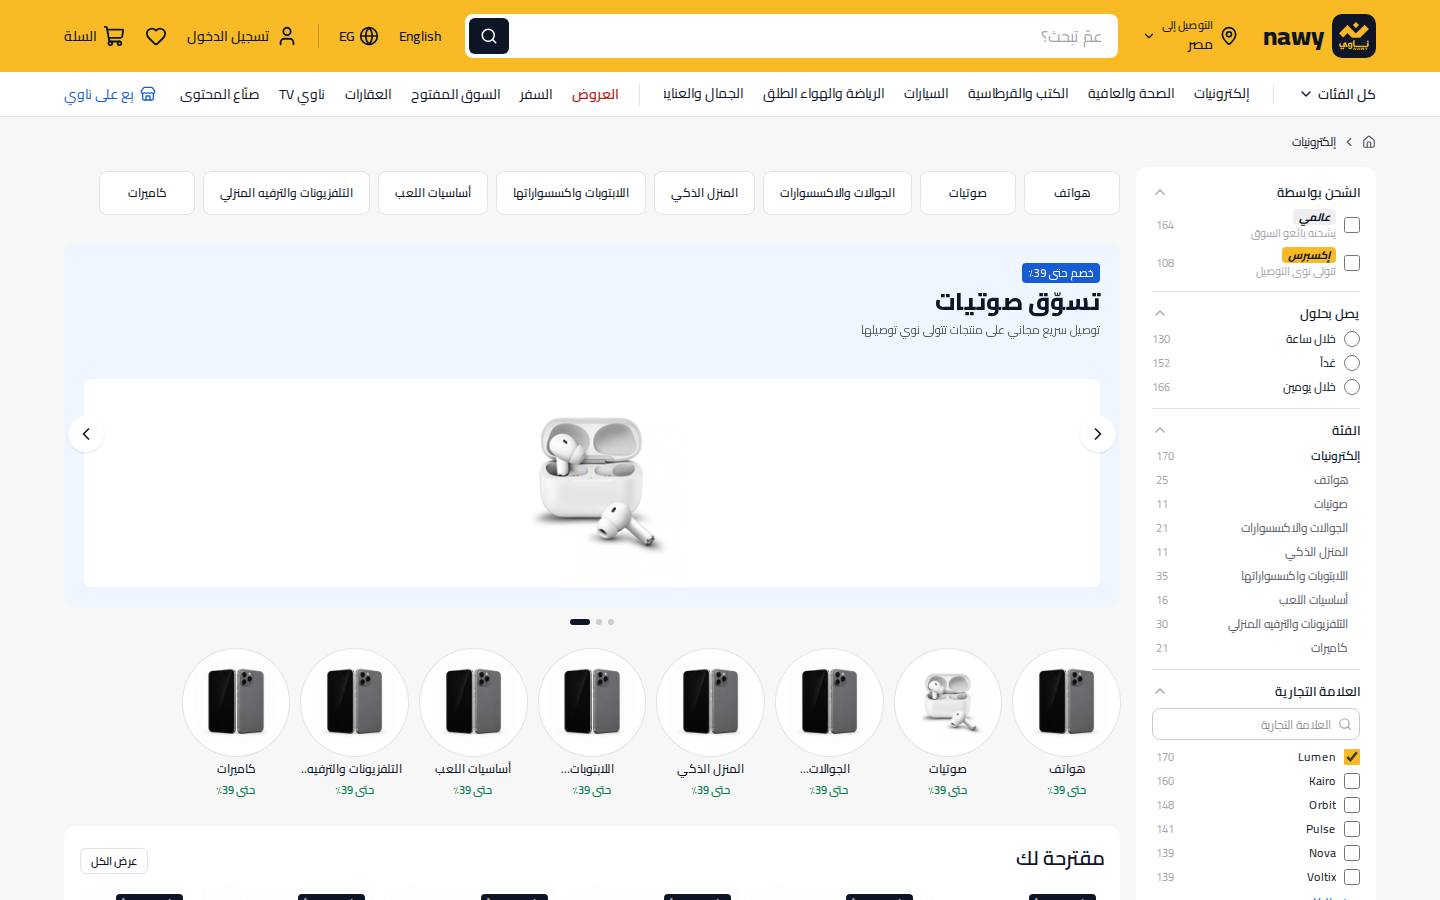 ناوي
nawy
التوصيل إلى
مصر
عمّ تبحث؟
English
EG
تسجيل الدخول
السلة
كل الفئات
إلكترونيات
الصحة والعافية
الكتب والقرطاسية
السيارات
الرياضة والهواء الطلق
الجمال والعناية
العروض
السفر
السوق المفتوح
العقارات
ناوي TV
صنّاع المحتوى
بِع على ناوي
إلكترونيات
الشحن بواسطة
عالمي
يشحنه بائعو السوق
164
إكسبرس
تتولى نوي التوصيل
108
يصل بحلول
خلال ساعة
130
غداً
152
خلال يومين
166
الفئة
إلكترونيات
170
هواتف
25
صوتيات
11
الجوالات والاكسسوارات
21
المنزل الذكي
11
اللابتوبات واكسسواراتها
35
أساسيات اللعب
16
التلفزيونات والترفيه المنزلي
30
كاميرات
21
العلامة التجارية
العلامة التجارية
Lumen
170
Kairo
160
Orbit
148
Pulse
141
Nova
139
Voltix
139
هواتف
صوتيات
الجوالات والاكسسوارات
المنزل الذكي
اللابتوبات واكسسواراتها
أساسيات اللعب
التلفزيونات والترفيه المنزلي
كاميرات
خصم حتى 39٪
تسوّق صوتيات
توصيل سريع مجاني على منتجات تتولى نوي توصيلها
هواتف
حتى 39٪
صوتيات
حتى 39٪
الجوالات...
حتى 39٪
المنزل الذكي
حتى 39٪
اللابتوبات...
حتى 39٪
أساسيات اللعب
حتى 39٪
التلفزيونات والترفيه..
حتى 39٪
كاميرات
حتى 39٪
مقترحة لك
عرض الكل